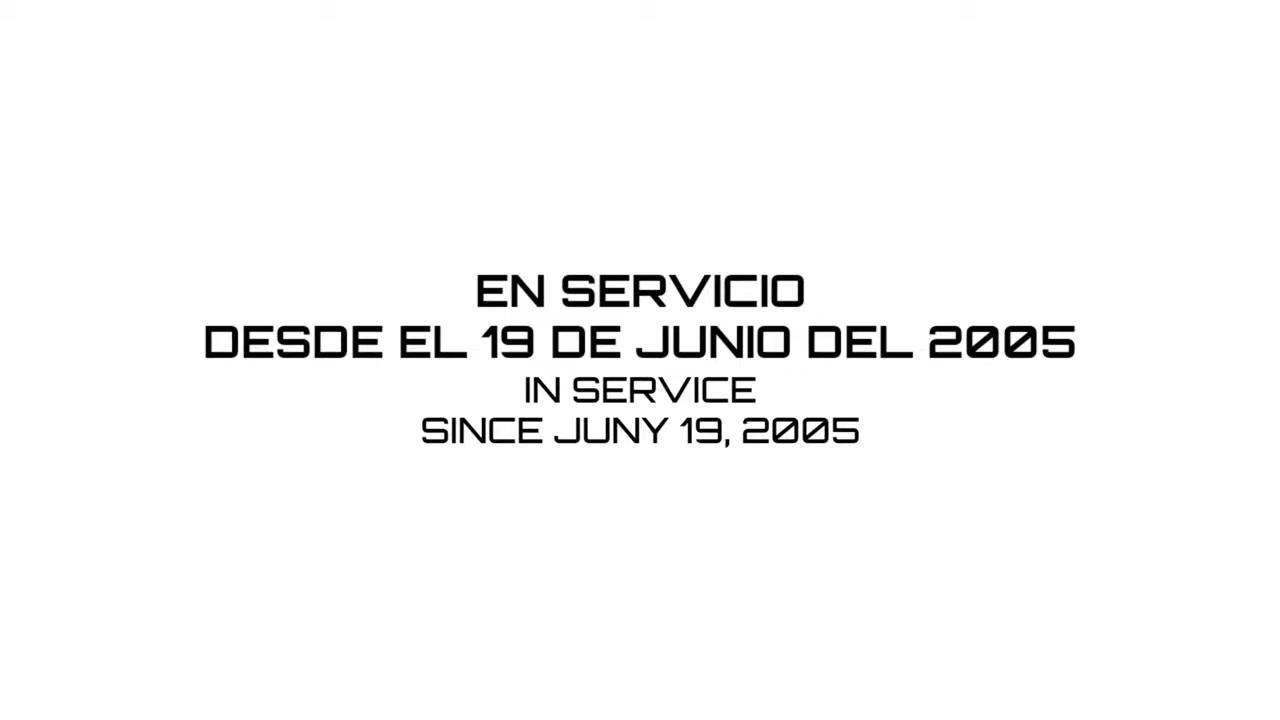 EN SERVICIO
DESDE EL 19 DE JUNIO DEL 2005
IN SERVICE
SINCE JUNY 19, 2005